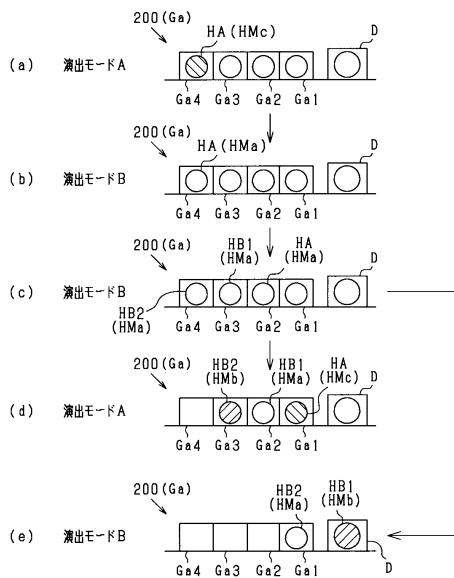 200(Ga)
HA(HMc)
D
(a) 演出モードA
Ga4 Ga3 Ga2 Ga1
200(Ga)
HA(HMa)
D
(b) 演出モードB
Ga4 Ga3 Ga2 Ga1
200(Ga)
HB1
(HMa)
HA
(HMa)
D
(c) 演出モードB
HB2
(HMa)
Ga4 Ga3 Ga2 Ga1
200(Ga)
HB2
(HMb)
HB1
(HMa)
HA
(HMc)
D
(d) 演出モードA
Ga4 Ga3 Ga2 Ga1
200(Ga)
HB2
(HMa)
HB1
(HMb)
(e) 演出モードB
Ga4 Ga3 Ga2 Ga1
D